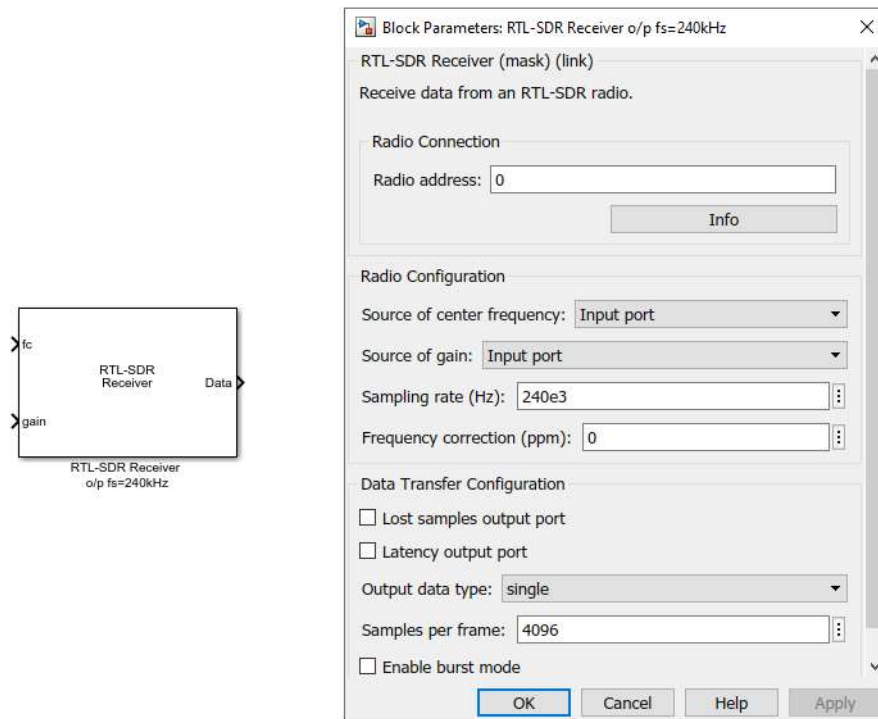 Block Parameters: RTL-SDR Receiver o/p fs=240kHz
RTL-SDR Receiver (mask) (link)
Receive data from an RTL-SDR radio.
Radio Connection
Radio address: 0
Info
Radio Configuration
Source of center frequency: Input port
Source of gain: Input port
Sampling rate (Hz): 240e3
Frequency correction (ppm): 0
Data Transfer Configuration
Lost samples output port
Latency output port
Output data type: single
Samples per frame: 4096
Enable burst mode
OK Cancel Help Apply
fc
RTL-SDR
Receiver
Data
gain
RTL-SDR Receiver
o/p fs=240kHz